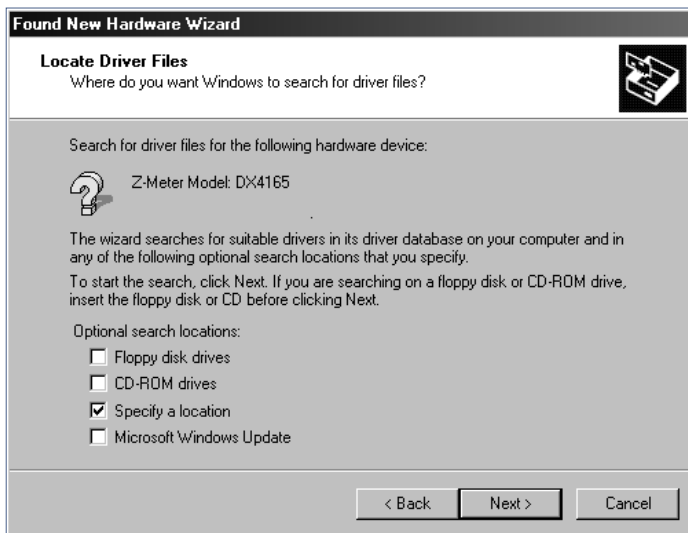 Found New Hardware Wizard
Locate Driver Files
Where do you want Windows to search for driver files?
Search for driver files for the following hardware device:
Z-Meter Model: DX4165
The wizard searches for suitable drivers in its driver database on your computer and in
any of the following optional search locations that you specify.
To start the search, click Next. If you are searching on a floppy disk or CD-ROM drive,
insert the floppy disk or CD before clicking Next.
Optional search locations:
Floppy disk drives
CD-ROM drives
Specify a location
Microsoft Windows Update
< Back Next > Cancel